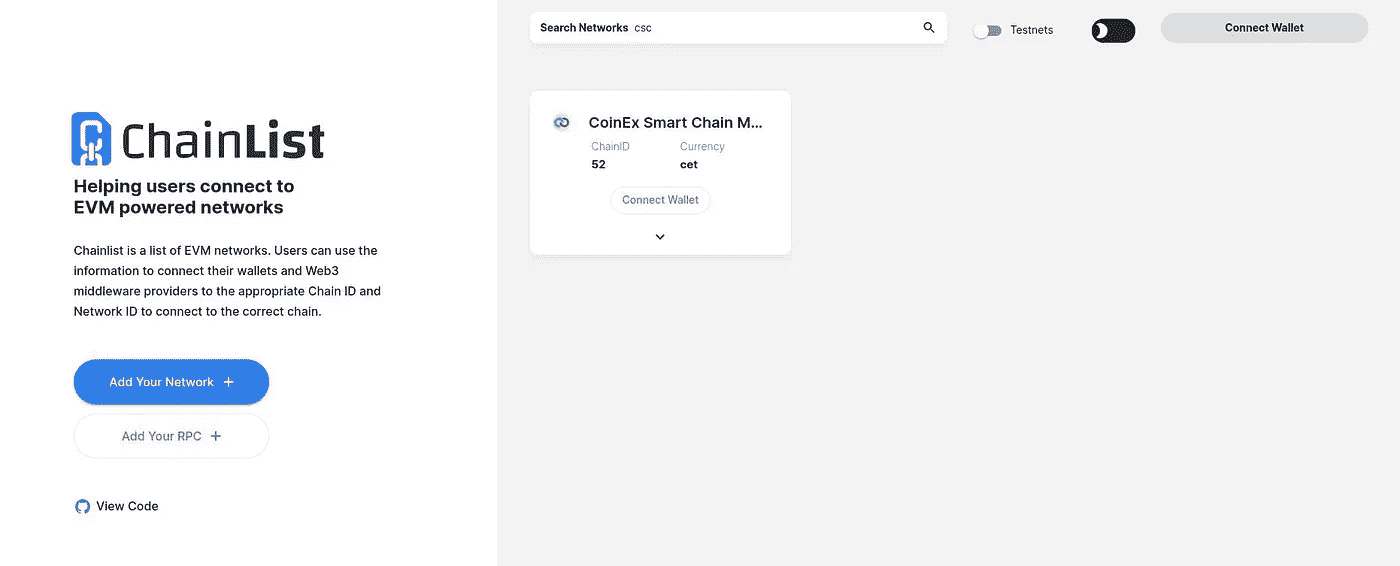 ChainList
Helping users connect to
EVM powered networks
Chainlist is a list of EVM networks. Users can use the
information to connect their wallets and Web3
middleware providers to the appropriate Chain ID and
Network ID to connect to the correct chain.
Add Your Network +
Add Your RPC +
View Code
Search Networks csc
Testnets
Connect Wallet
CoinEx Smart Chain M...
ChainID Currency
52 cet
Connect Wallet